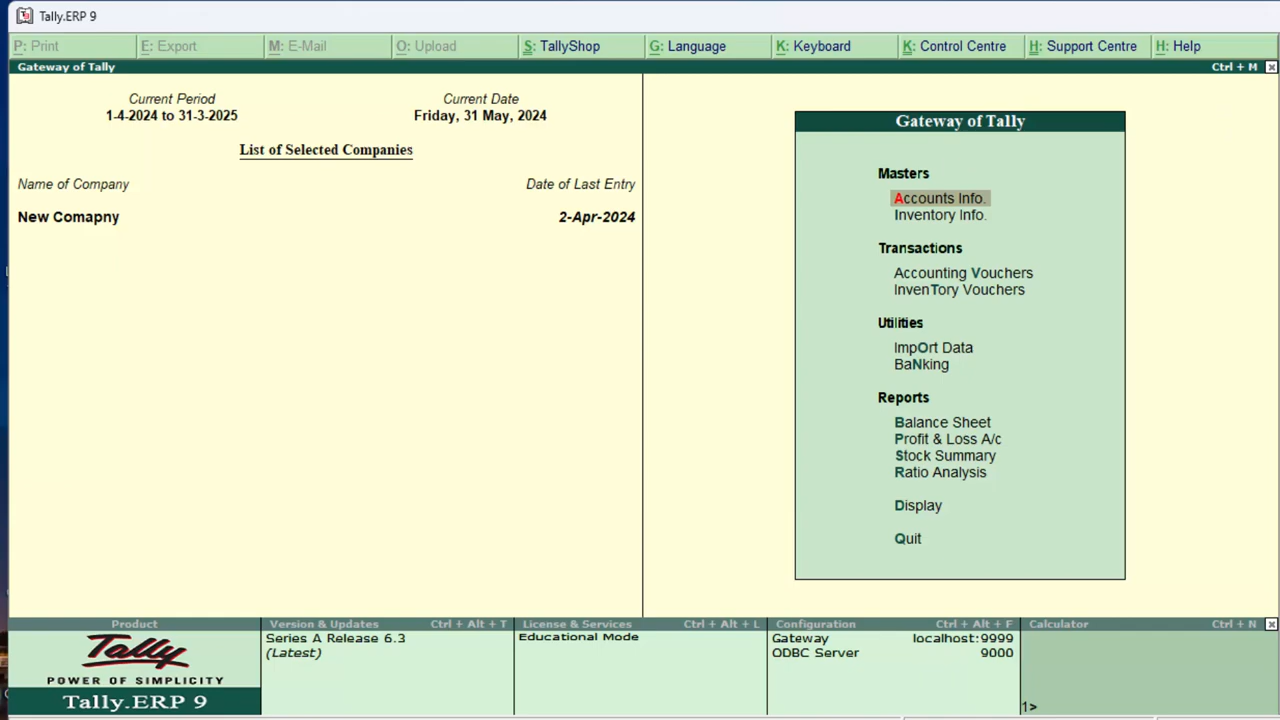 Tally.ERP 9
P: Print E: Export M: E-Mail O: Upload S: TallyShop G: Language K: Keyboard K: Control Centre H: Support Centre H: Help
Gateway of Tally Ctrl + M
Current Period Current Date
1-4-2024 to 31-3-2025 Friday, 31 May, 2024
List of Selected Companies
Name of Company Date of Last Entry
New Comapny 2-Apr-2024
Gateway of Tally
Masters
Accounts Info.
Inventory Info.
Transactions
Accounting Vouchers
InvenTory Vouchers
Utilities
ImpOrt Data
BaNking
Reports
Balance Sheet
Profit & Loss A/c
Stock Summary
Ratio Analysis
Display
Quit
Product Version & Updates Ctrl + Alt + T License & Services Ctrl + Alt + L Configuration Ctrl + Alt + F Calculator Ctrl + N
Tally
POWER OF SIMPLICITY
Tally.ERP 9
Series A Release 6.3
(Latest)
Educational Mode
Gateway localhost:9999
ODBC Server 9000
1>